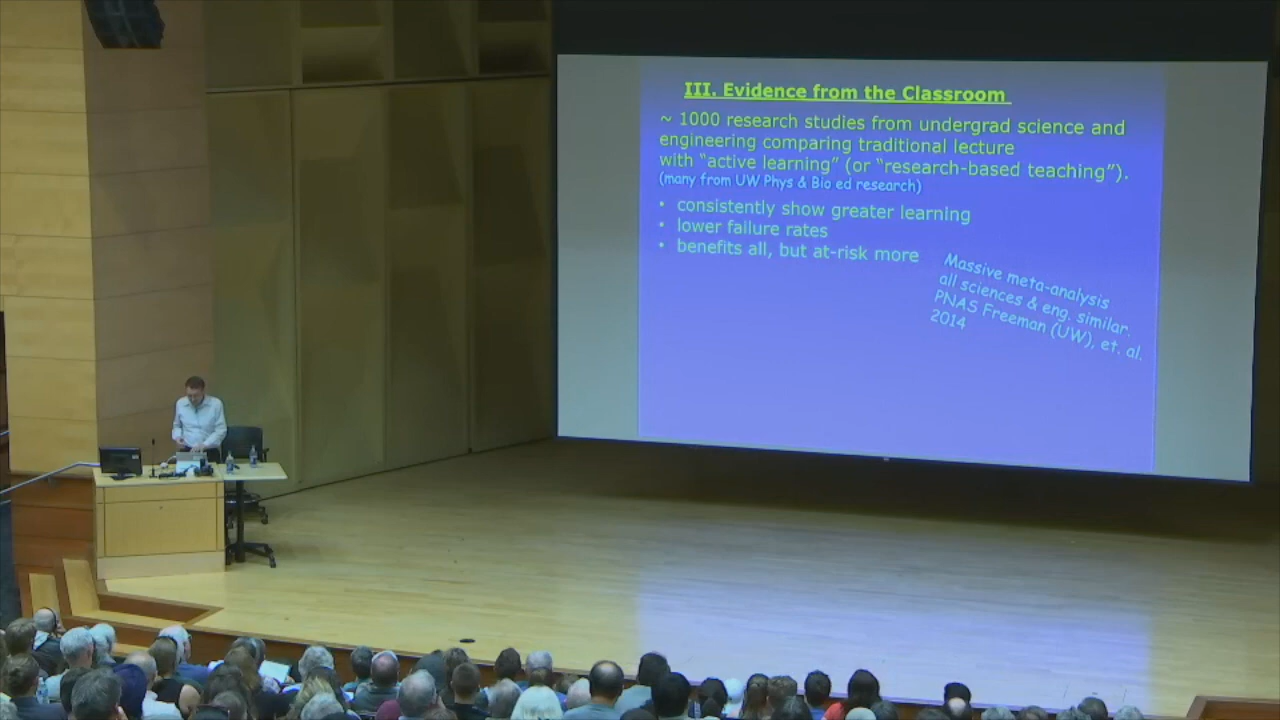 III. Evidence from the Classroom
~ 1000 research studies from undergrad science and
engineering comparing traditional lecture
with "active learning" (or "research-based teaching").
(many from UW Phys & Bio ed research)
• consistently show greater learning
• lower failure rates
• benefits all, but at-risk more
Massive meta-analysis
all sciences & eng. similar.
PNAS Freeman (UW), et. al.
2014